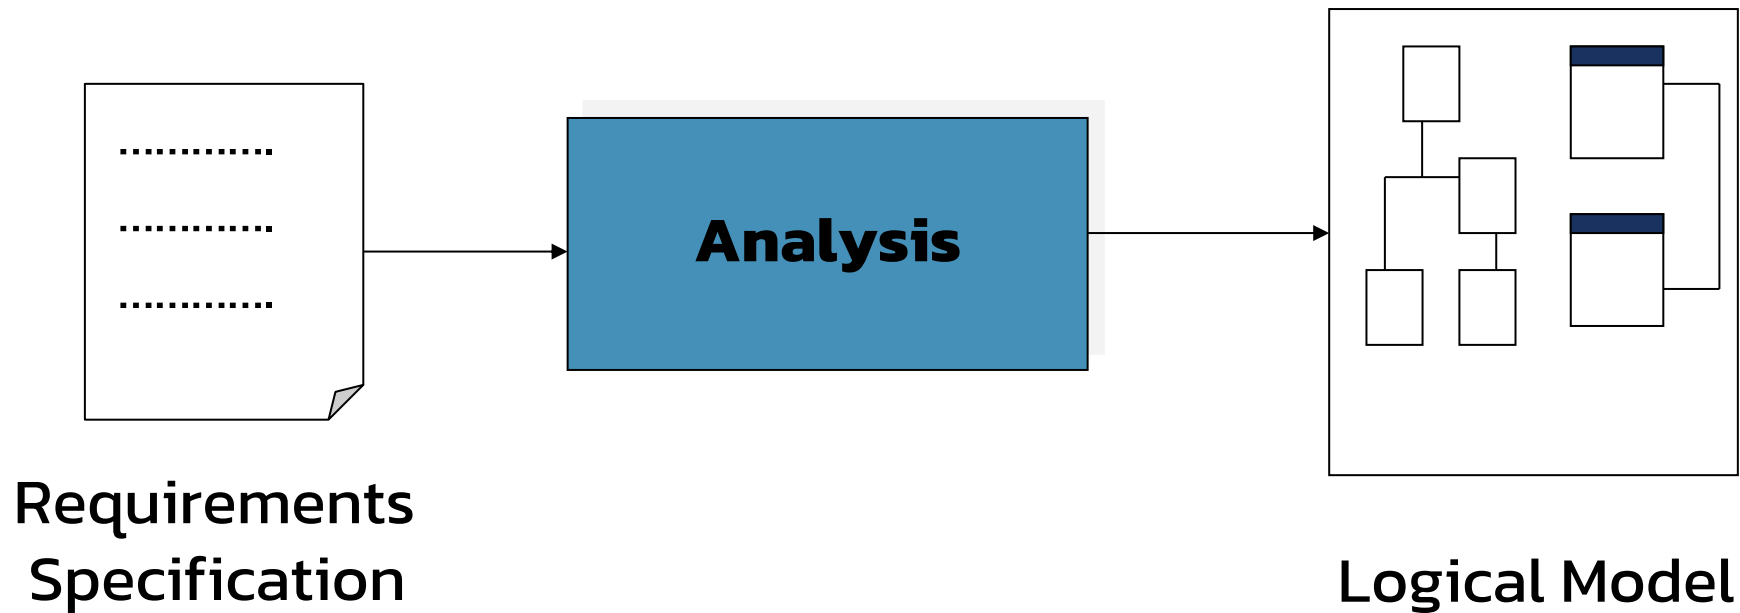 Analysis
Requirements
Specification
Logical Model